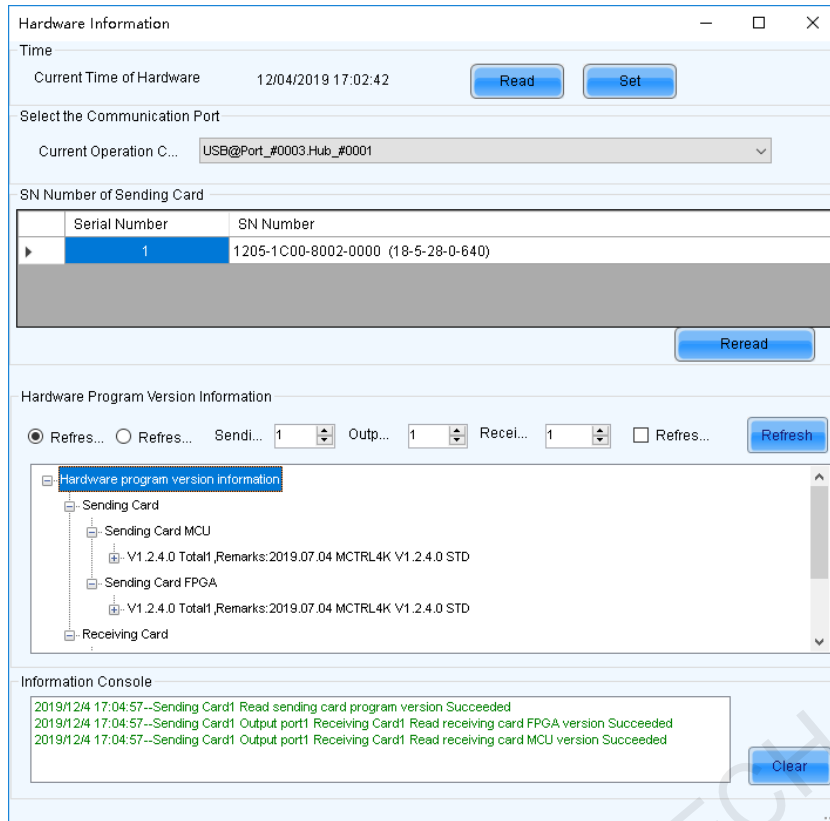 Hardware Information
Time
Current Time of Hardware 12/04/2019 17:02:42 Read Set
Select the Communication Port
Current Operation C... USB@Port_#0003.Hub_#0001
SN Number of Sending Card
Serial Number SN Number
1 1205-1C00-8002-0000 (18-5-28-0-640)
Reread
Hardware Program Version Information
Refres... Refres... Sendi... 1 Outp... 1 Recei... 1 Refres... Refresh
Hardware program version information
Sending Card
Sending Card MCU
V1.2.4.0 Total1,Remarks:2019.07.04 MCTRL4K V1.2.4.0 STD
Sending Card FPGA
V1.2.4.0 Total1,Remarks:2019.07.04 MCTRL4K V1.2.4.0 STD
Receiving Card
Information Console
2019/12/4 17:04:57--Sending Card1 Read sending card program version Succeeded
2019/12/4 17:04:57--Sending Card1 Output port1 Receiving Card1 Read receiving card FPGA version Succeeded
2019/12/4 17:04:57--Sending Card1 Output port1 Receiving Card1 Read receiving card MCU version Succeeded
Clear